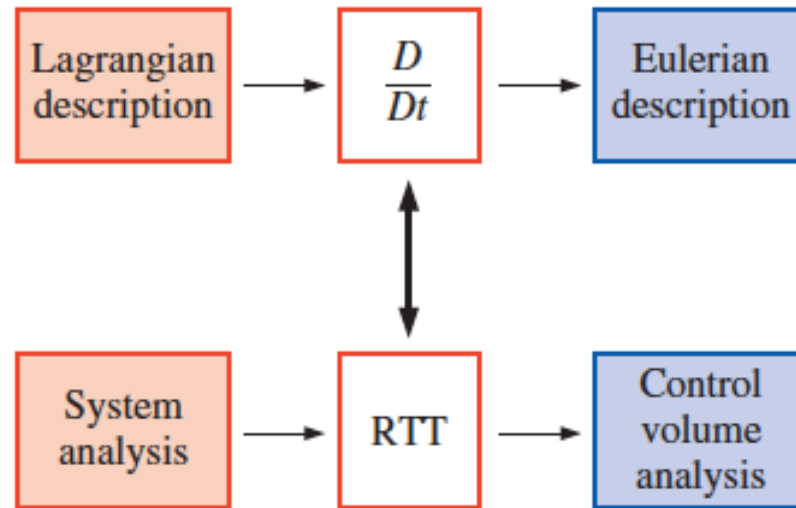 Lagrangian
description
D
Dt
Eulerian
description
System
analysis
RTT
Control
volume
analysis